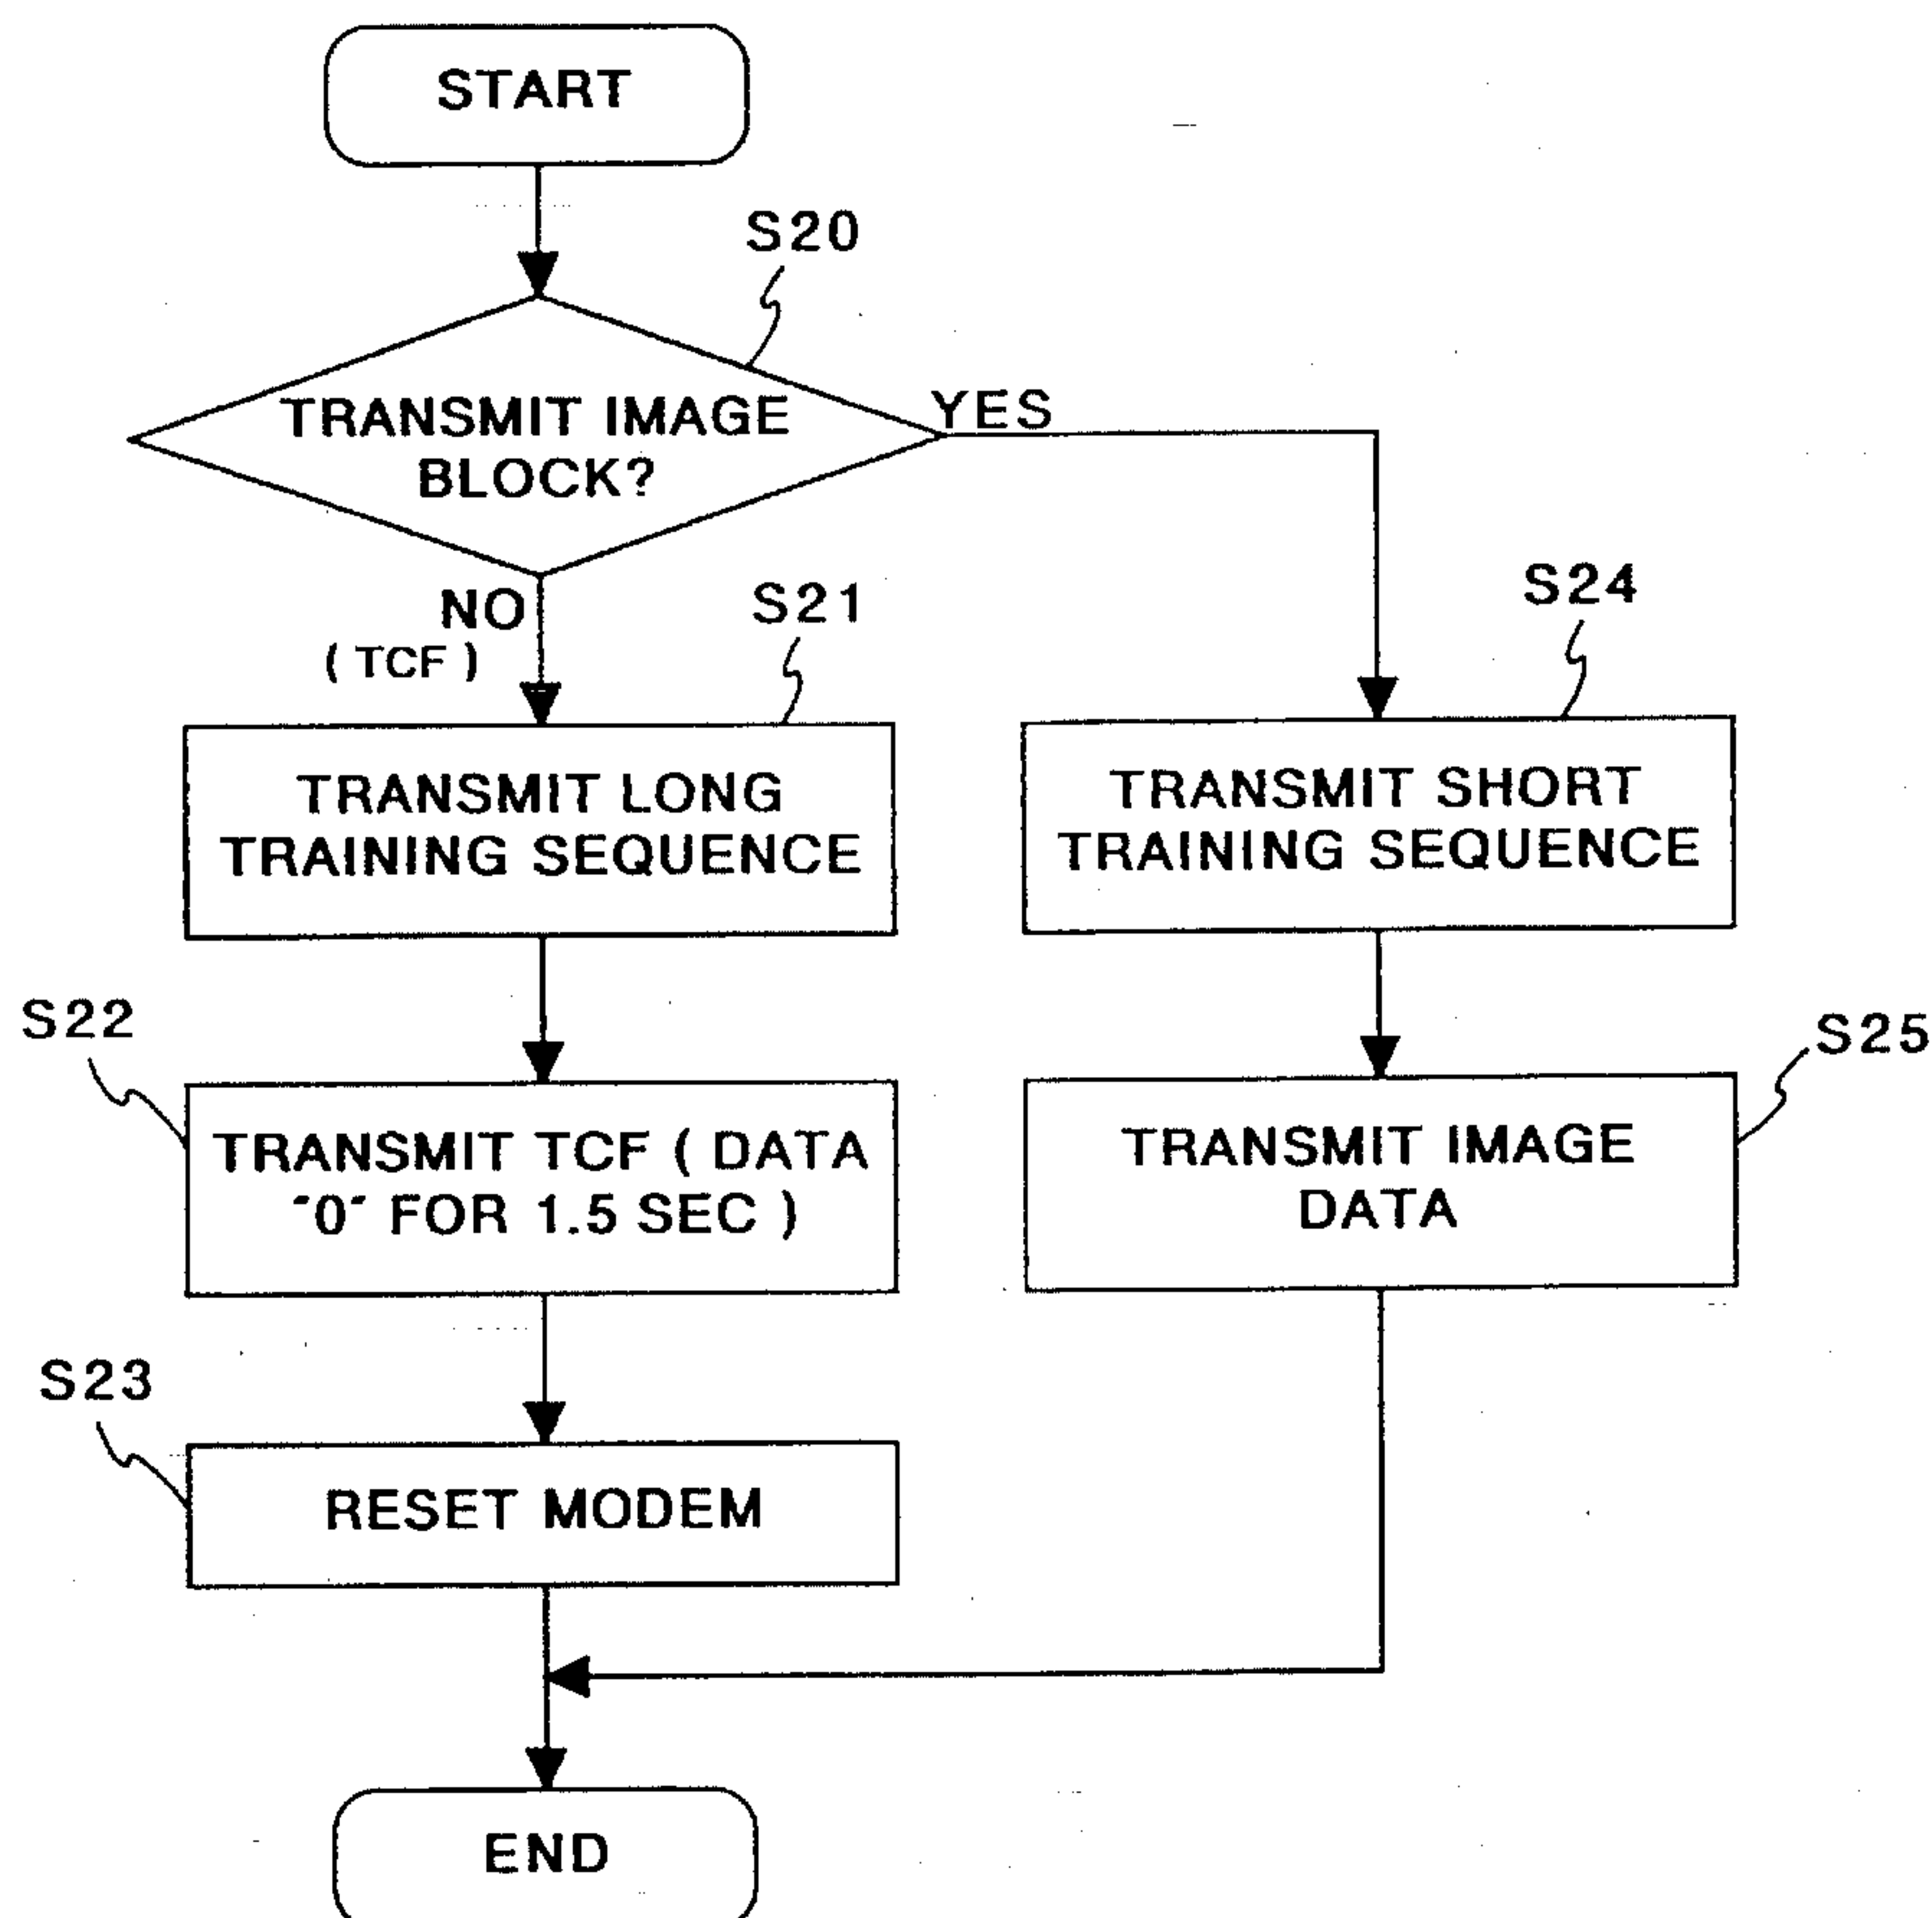 START
S20
TRANSMIT IMAGE
BLOCK?
YES
NO
( TCF )
S21
TRANSMIT LONG
TRAINING SEQUENCE
S24
TRANSMIT SHORT
TRAINING SEQUENCE
S22
TRANSMIT TCF ( DATA
"0" FOR 1.5 SEC )
S25
TRANSMIT IMAGE
DATA
S23
RESET MODEM
END